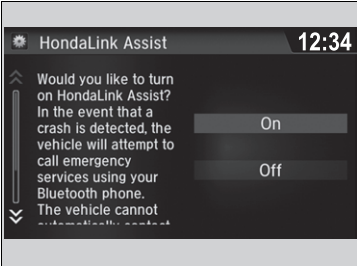 HondaLink Assist
12:34
Would you like to turn
on HondaLink Assist?
In the event that a
crash is detected, the
vehicle will attempt to
call emergency
services using your
Bluetooth phone.
The vehicle cannot
On
Off